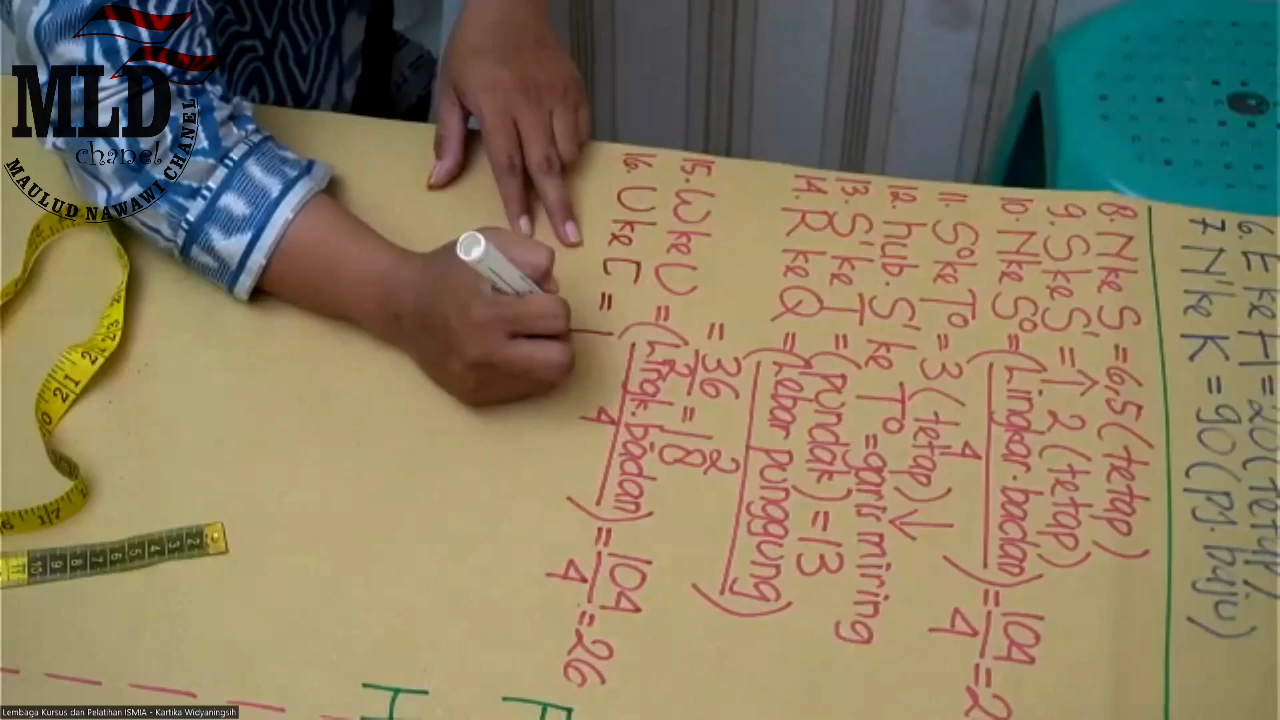 MLD
chanel
MAULUD NAWAWI CHANEL
6. E ke H = 20 (tetap)
7. N' ke K = 90 (pj. baju)
8. N ke S = 6,5 (tetap)
9. S ke S' = 1/2 (tetap)
10. N ke S° = (Lingkar badan) = 104 = 2
4 4
11. S° ke T° = 3 (tetap) ↓
12. hub. S' ke T° = garis miring
13. S' ke T = (pundak) = 13
14. R ke Q = (Lebar punggung)
2
= 36 = 18
2
15. W ke U = (Lingk. badan) = 104 = 26
4 4
16. U ke C =
H
Lembaga Kursus dan Pelatihan ISMIA - Kartika Widyaningsih